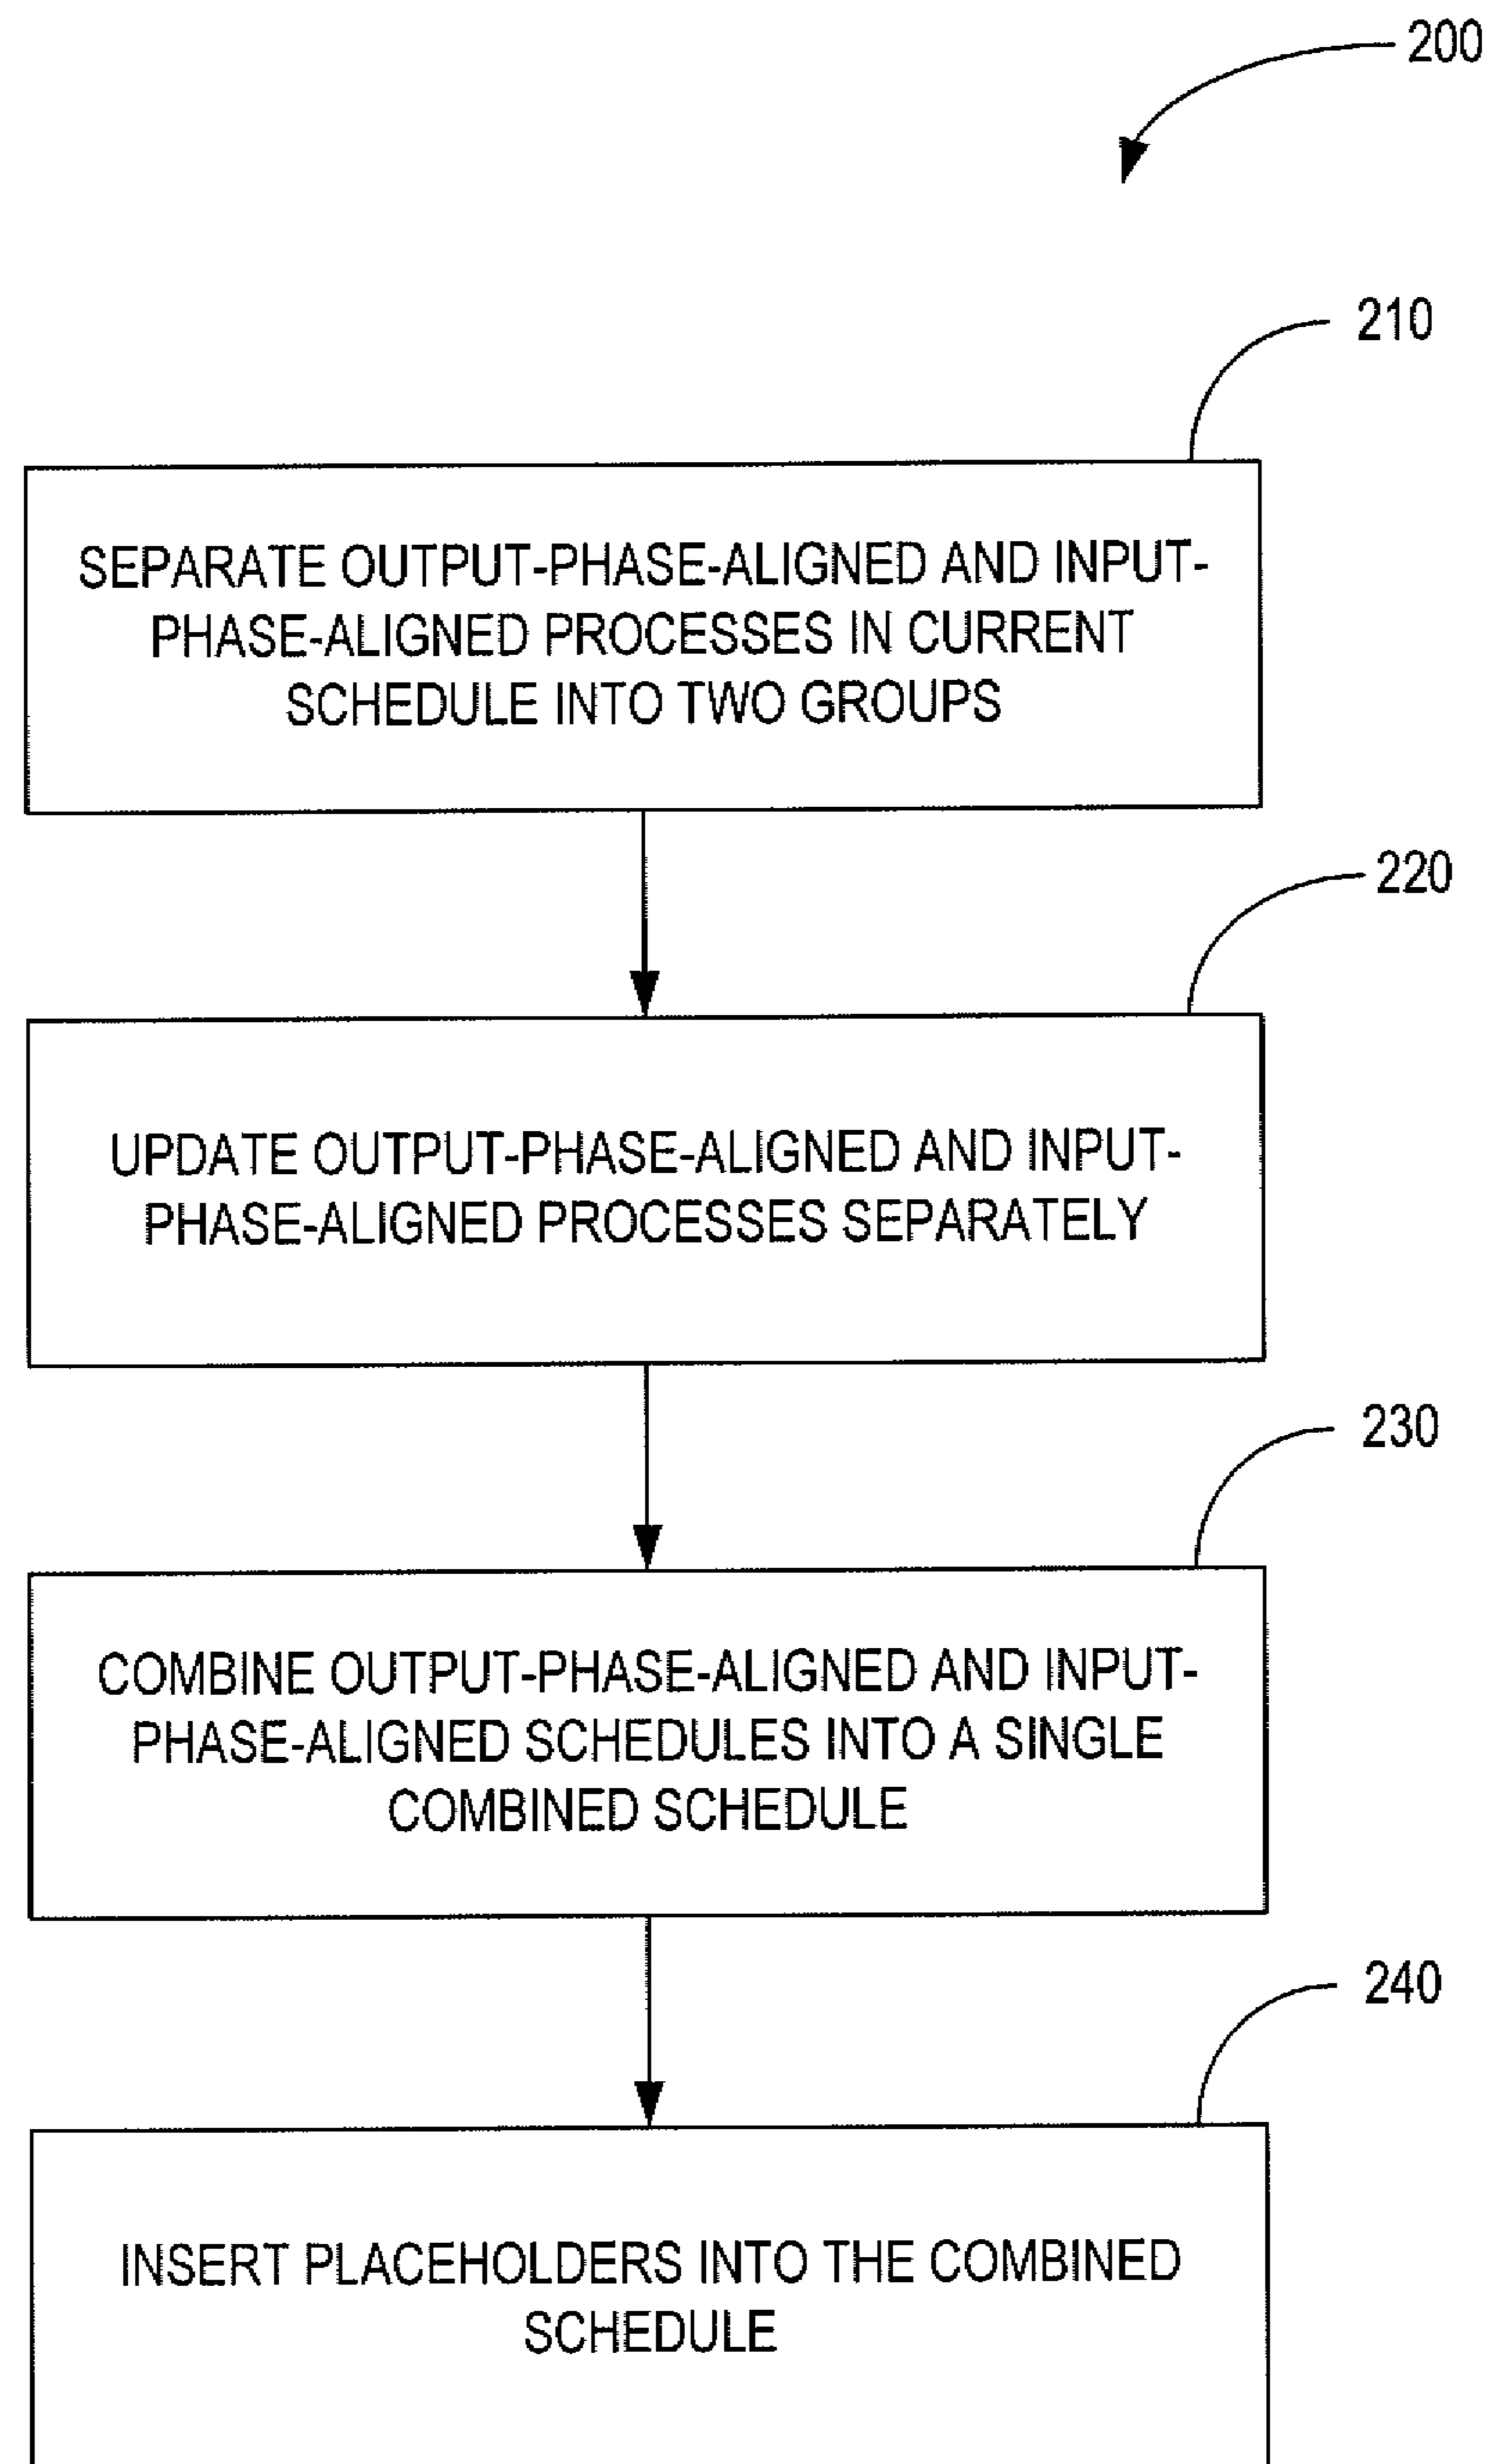 200
210
SEPARATE OUTPUT-PHASE-ALIGNED AND INPUT-
PHASE-ALIGNED PROCESSES IN CURRENT
SCHEDULE INTO TWO GROUPS
220
UPDATE OUTPUT-PHASE-ALIGNED AND INPUT-
PHASE-ALIGNED PROCESSES SEPARATELY
230
COMBINE OUTPUT-PHASE-ALIGNED AND INPUT-
PHASE-ALIGNED SCHEDULES INTO A SINGLE
COMBINED SCHEDULE
240
INSERT PLACEHOLDERS INTO THE COMBINED
SCHEDULE